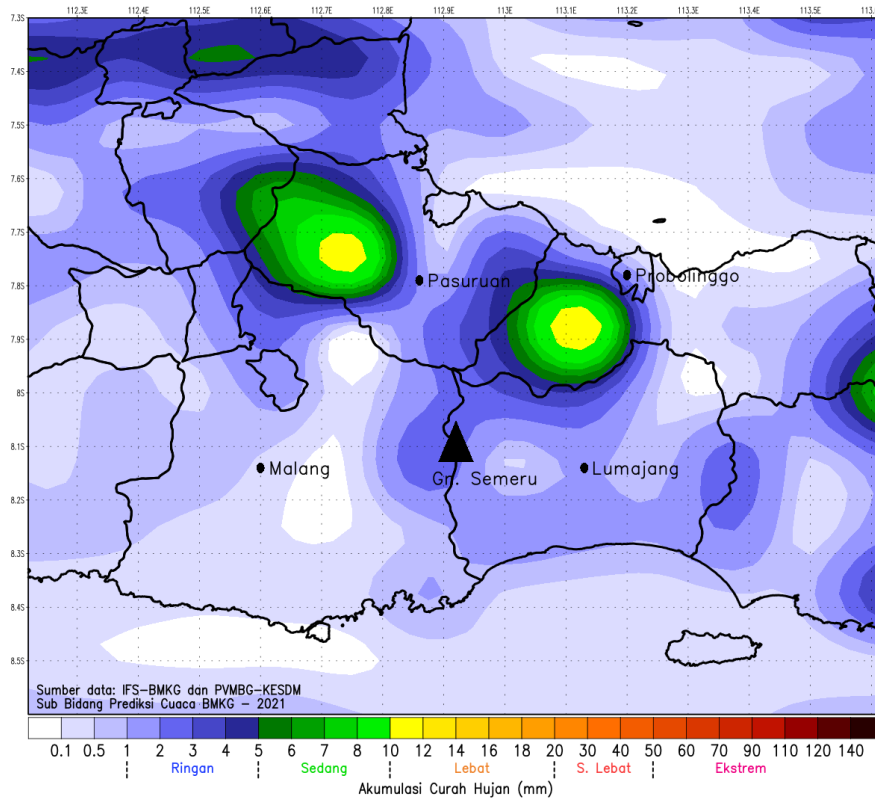 112.3E 112.4E 112.5E 112.6E 112.7E 112.8E 112.9E 113E 113.1E 113.2E 113.3E 113.4E 113.5E
7.3S
7.4S
7.5S
7.6S
7.7S
Probolinggo
Pasuruan
7.8S
7.9S
8S
8.1S
Malang
Lumajang
Gn. Semeru
8.2S
8.3S
8.4S
8.5S
Sumber data: IFS-BMKG dan PVMBG-KESDM
Sub Bidang Prediksi Cuaca BMKG - 2021
0.1 0.5 1 2 3 4 5 6 7 8 10 12 14 16 18 20 30 40 50 60 70 90 110 120 140
Ringan Sedang Lebat S. Lebat Ekstrem
Akumulasi Curah Hujan (mm)